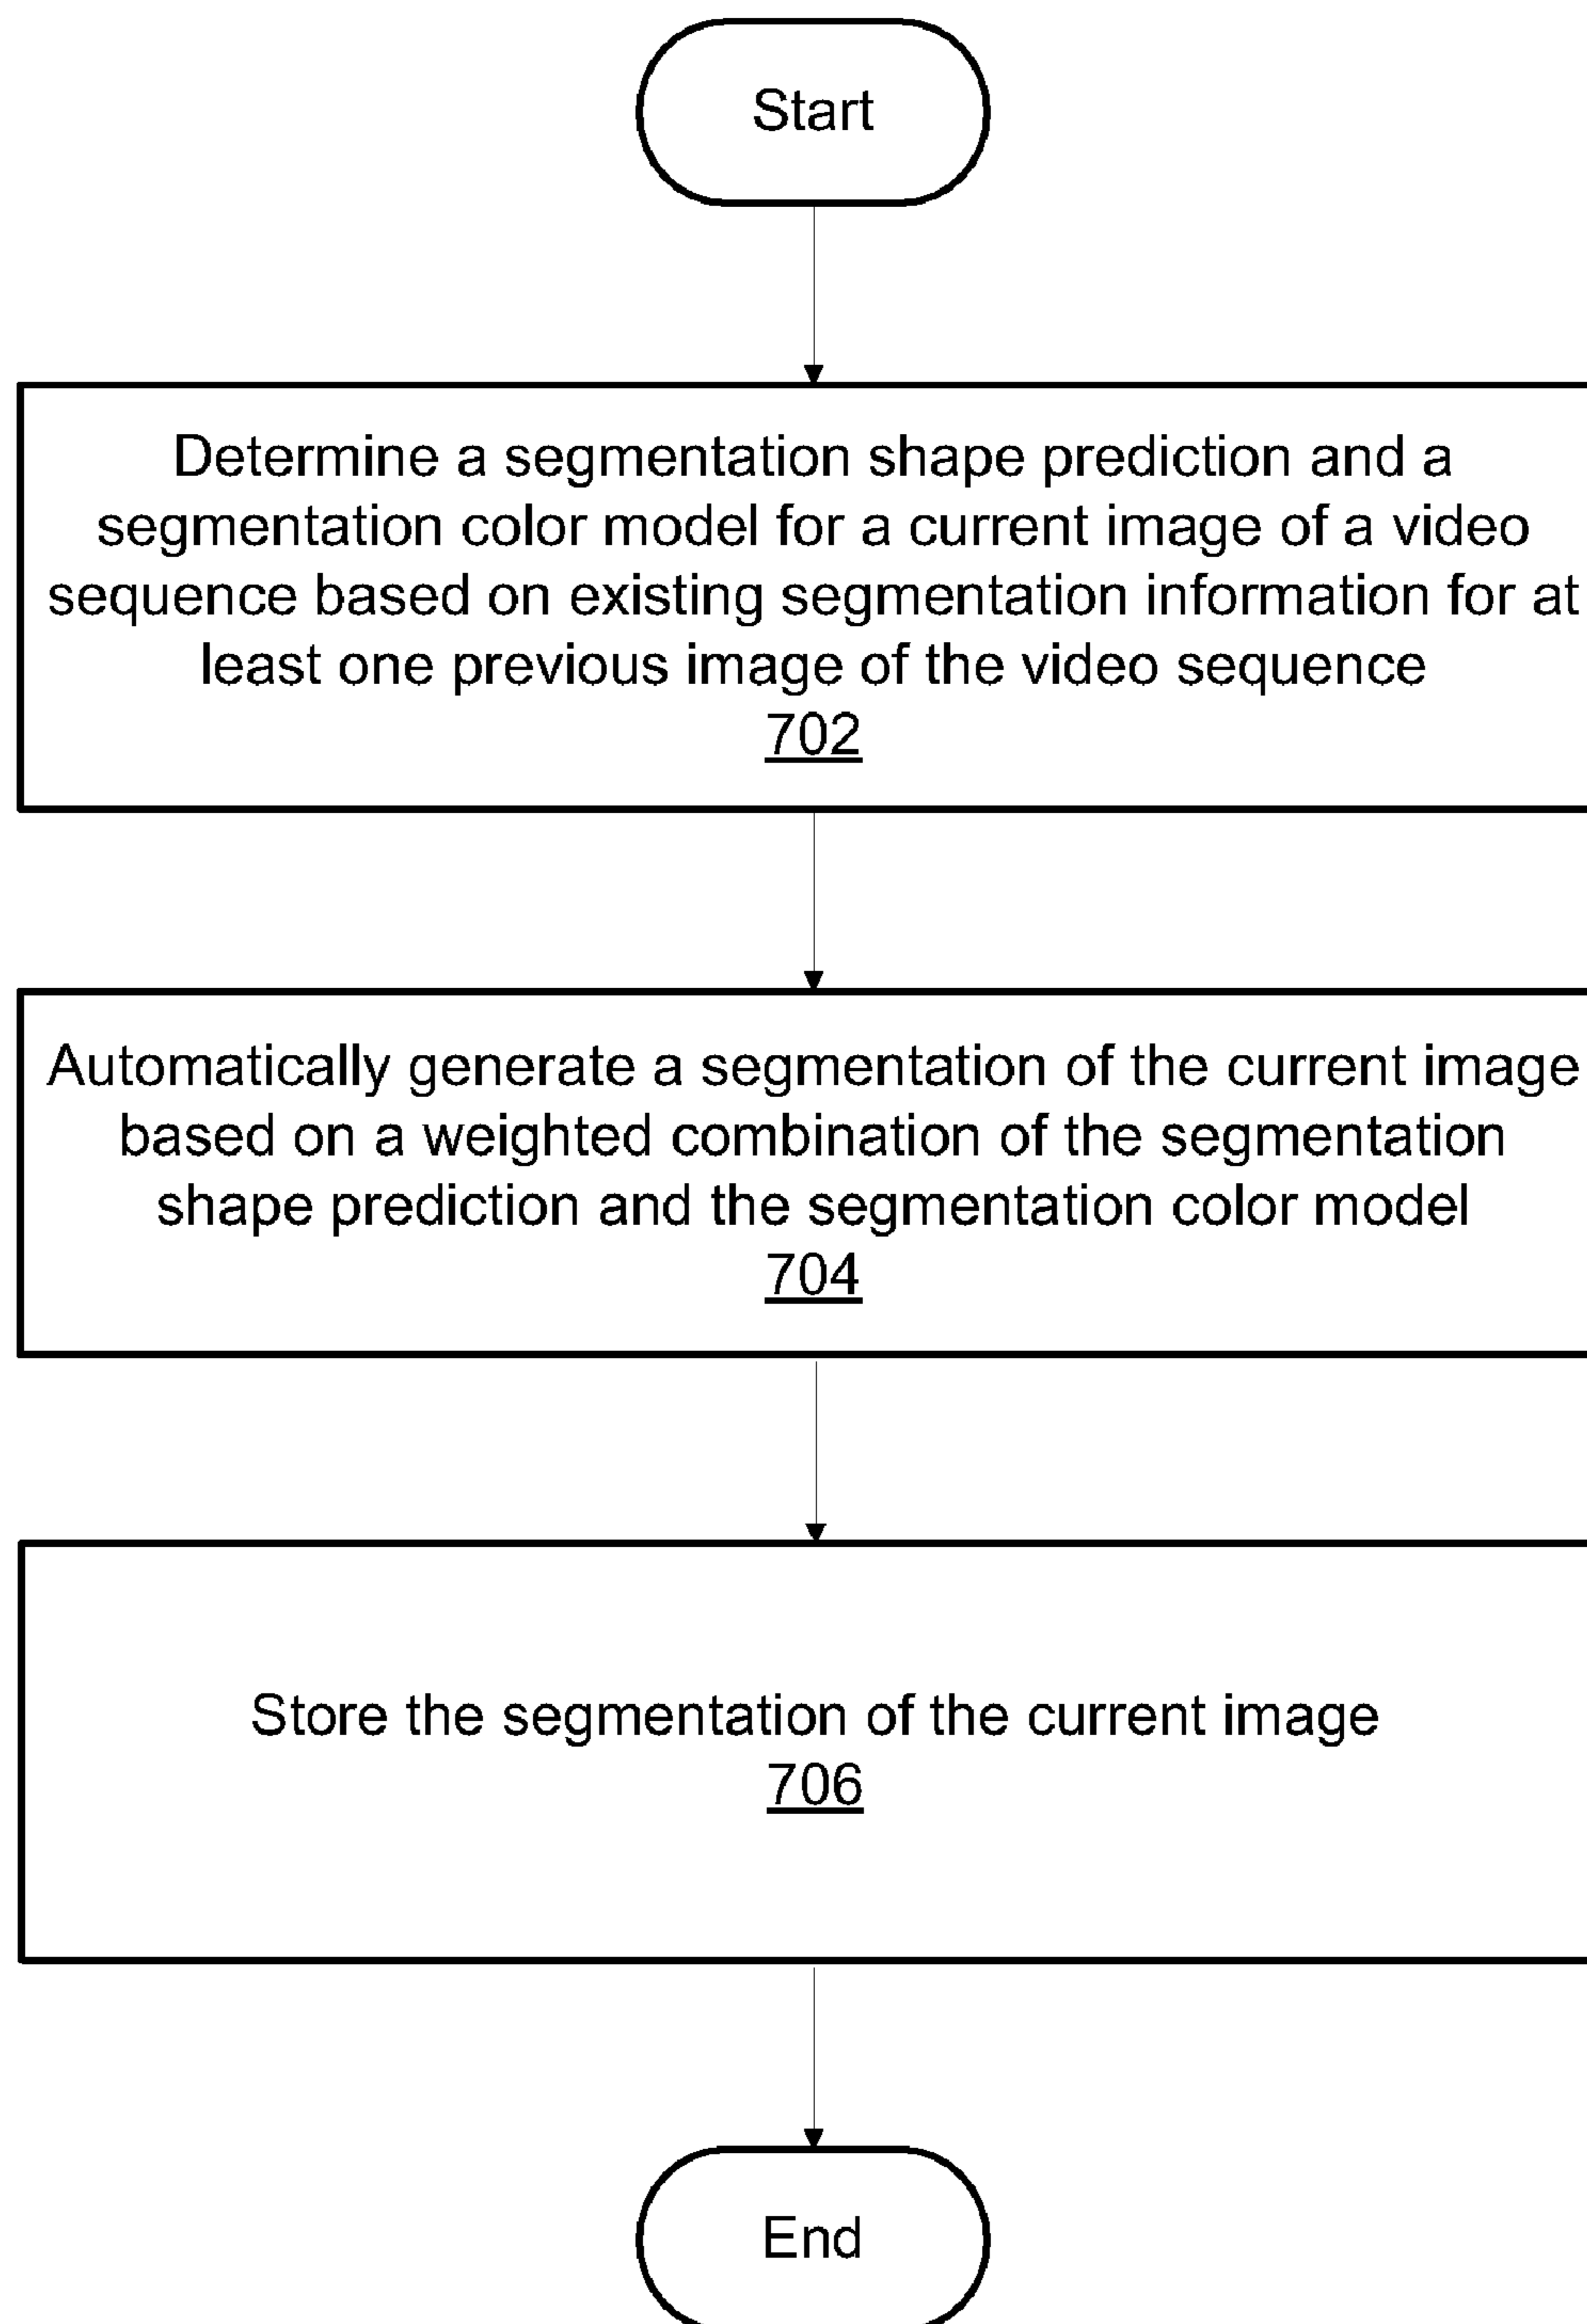 Start
Determine a segmentation shape prediction and a
segmentation color model for a current image of a video
sequence based on existing segmentation information for at
least one previous image of the video sequence
702
Automatically generate a segmentation of the current image
based on a weighted combination of the segmentation
shape prediction and the segmentation color model
704
Store the segmentation of the current image
706
End